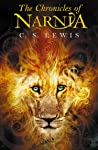 The Chronicles of
NARNIA
C. S. LEWIS